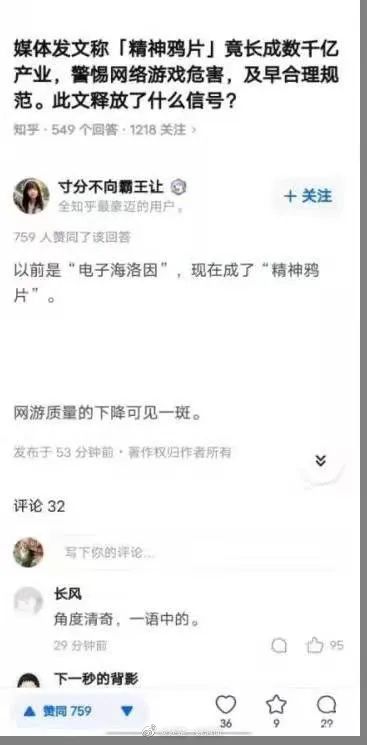 媒体发文称「精神鸦片」竟长成数千亿
产业，警惕网络游戏危害，及早合理规
范。此文释放了什么信号？
知乎·549 个回答·1218 关注 >
寸分不向霸王让
全知乎最豪迈的用户。
+ 关注
759 人赞同了该回答
以前是“电子海洛因”，现在成了“精神鸦
片”。
网游质量的下降可见一斑。
发布于 53 分钟前·著作权归作者所有
评论 32
写下你的评论...
长风
角度清奇，一语中的。
29 分钟前
95
下一秒的背影
赞同 759
36
9